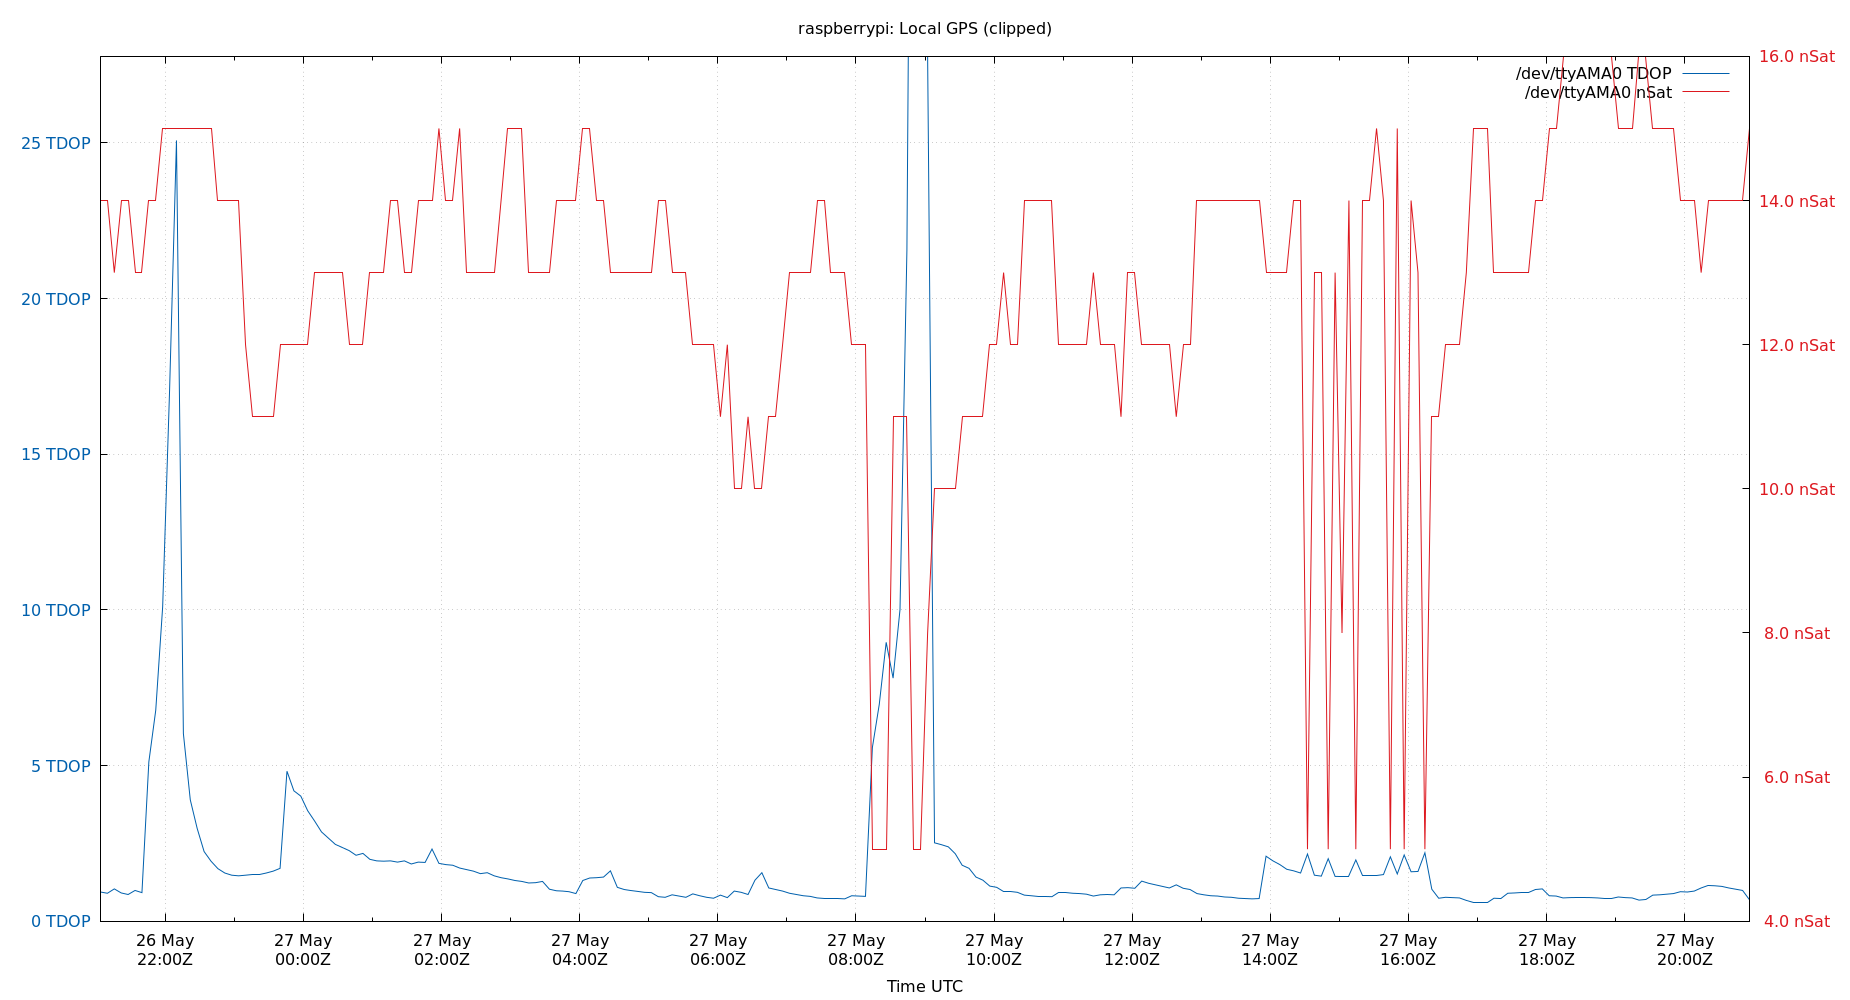 raspberrypi: Local GPS (clipped)
/dev/ttyAMA0 TDOP
/dev/ttyAMA0 nSat
25 TDOP
20 TDOP
15 TDOP
10 TDOP
5 TDOP
0 TDOP
16.0 nSat
14.0 nSat
12.0 nSat
10.0 nSat
8.0 nSat
6.0 nSat
4.0 nSat
26 May 27 May 27 May 27 May 27 May 27 May 27 May 27 May 27 May 27 May 27 May 27 May
22:00Z 00:00Z 02:00Z 04:00Z 06:00Z 08:00Z 10:00Z 12:00Z 14:00Z 16:00Z 18:00Z 20:00Z
Time UTC